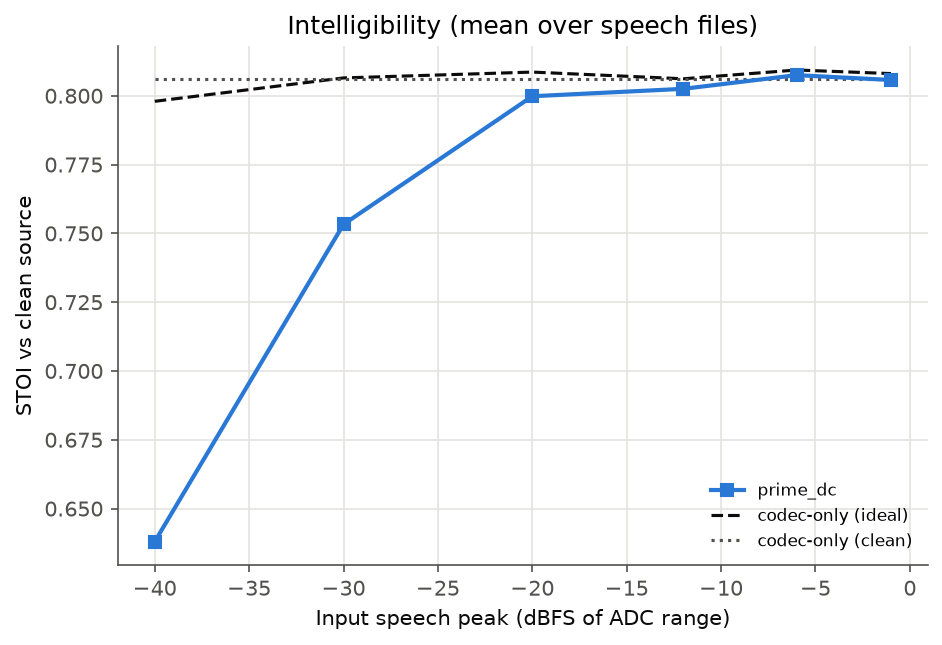 Intelligibility (mean over speech files)
STOI vs clean source
0.800
0.775
0.750
0.725
0.700
0.675
0.650
prime_dc
codec-only (ideal)
codec-only (clean)
−40 −35 −30 −25 −20 −15 −10 −5 0
Input speech peak (dBFS of ADC range)